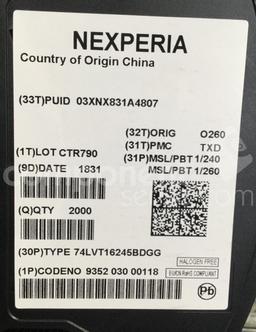 NEXPERIA
Country of Origin China
(33T)PUID 03XNX831A4807
(32T)ORIG O260
(31T)PMC TXD
(1T)LOT CTR790
(31P)MSL/PBT 1/240
(9D)DATE 1831
MSL/PBT 1/260
(Q)QTY 2000
(30P)TYPE 74LVT16245BDGG
HALOGEN FREE
(1P)CODENO 9352 030 00118
EU/CN RoHS COMPLIANT
Pb